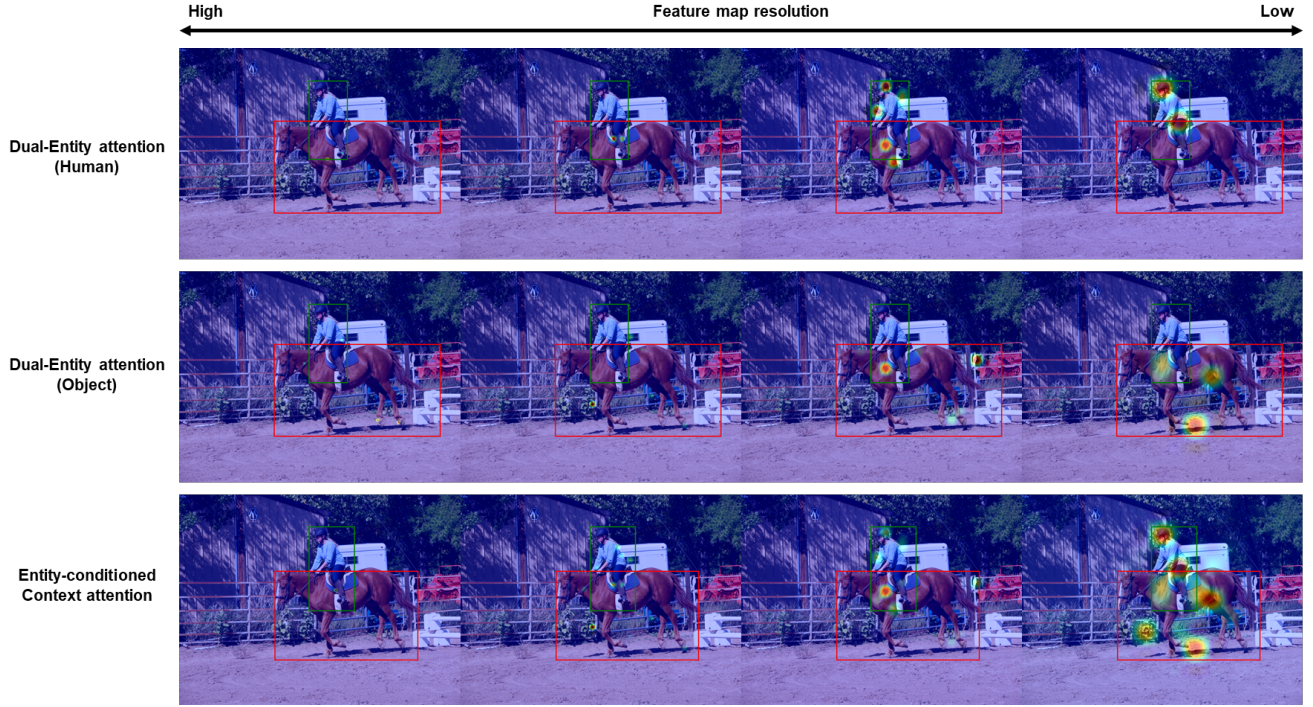 High
Feature map resolution
Low
Dual-Entity attention
(Human)
Dual-Entity attention
(Object)
Entity-conditioned
Context attention